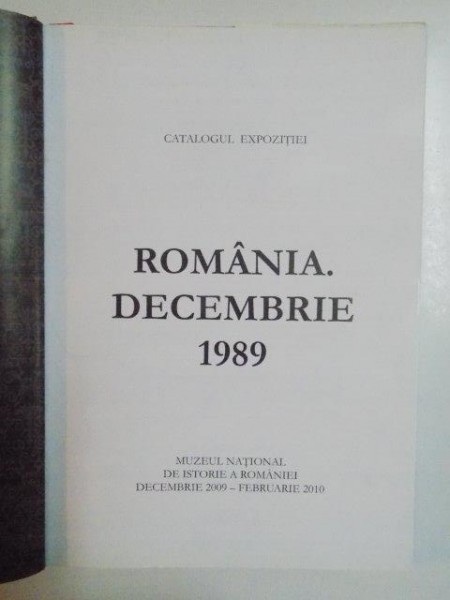 CATALOGUL EXPOZIȚIEI
ROMÂNIA.
DECEMBRIE
1989
MUZEUL NAȚIONAL
DE ISTORIE A ROMÂNIEI
DECEMBRIE 2009 – FEBRUARIE 2010